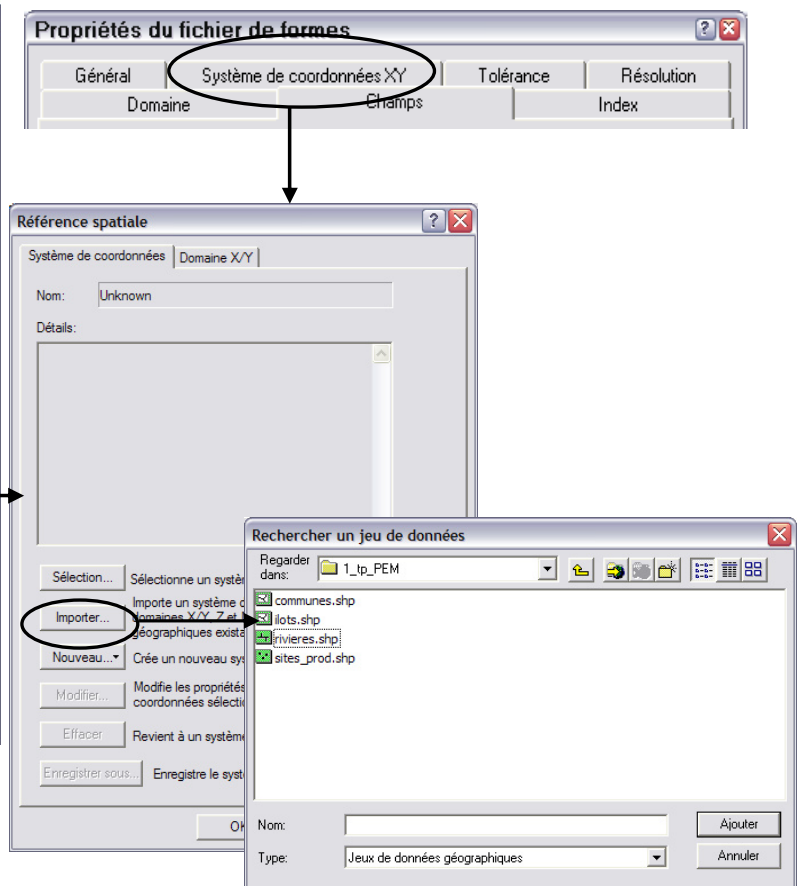 Propriétés du fichier de formes
Général
Système de coordonnées XY
Tolérance
Résolution
Domaine
Champs
Index
Référence spatiale
Système de coordonnées
Domaine X/Y
Nom:
Unknown
Détails:
Sélection...
Sélectionne un systè
Importer...
Importe un système
domaines X/Y, Z et
géographiques exista
Nouveau...
Crée un nouveau sy
Modifier...
Modifie les propriétés
coordonnées sélecti
Effacer
Revient à un systèm
Enregistrer sous...
Enregistre le syst
OK
Rechercher un jeu de données
Regarder
dans:
1_tp_PEM
communes.shp
ilots.shp
rivieres.shp
sites_prod.shp
Nom:
Ajouter
Type:
Jeux de données géographiques
Annuler